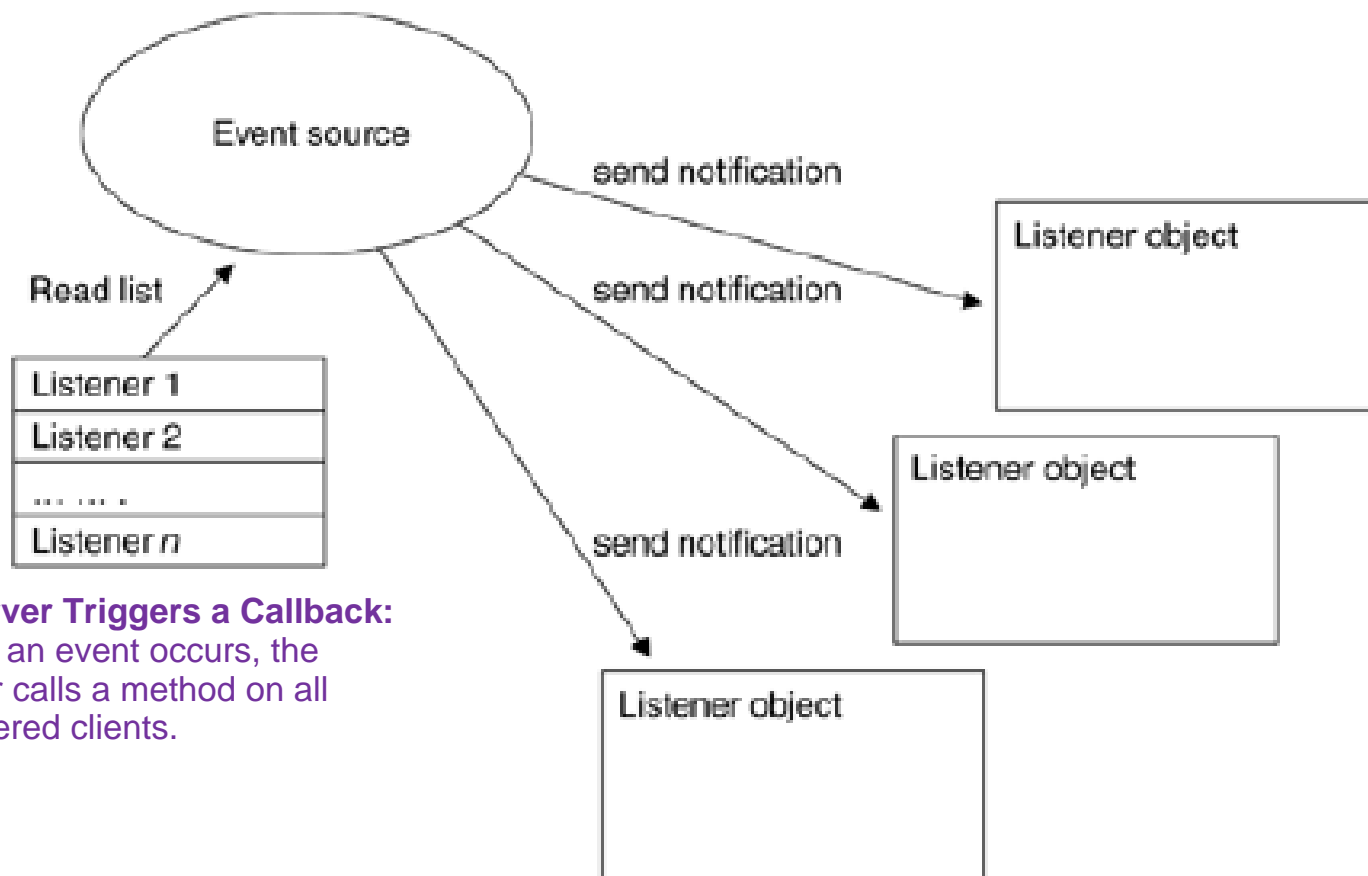 Event source
send notification
Listener object
Read list
send notification
Listener 1
Listener 2
... ... .
Listener n
Listener object
send notification
ver Triggers a Callback:
an event occurs, the
r calls a method on all
ered clients.
Listener object